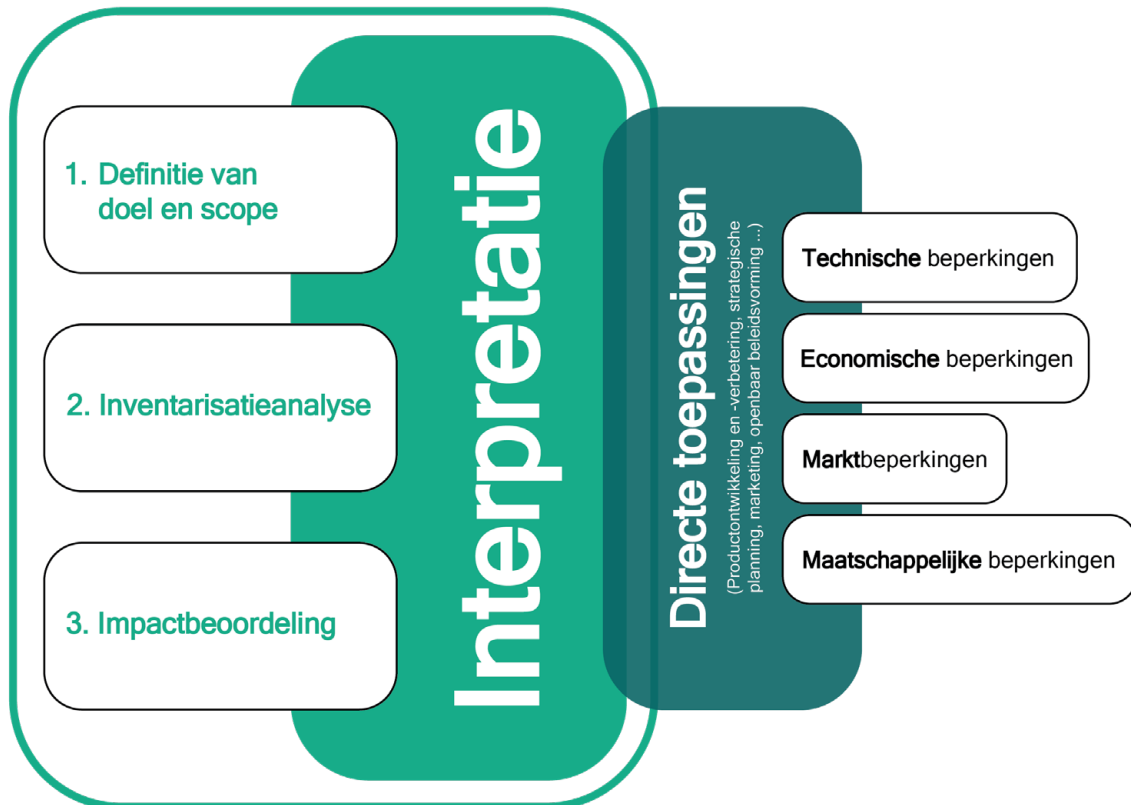 1. Definitie van
doel en scope
2. Inventarisatieanalyse
3. Impactbeoordeling
Interpretatie
Directe toepassingen
(Productontwikkeling en -verbetering, strategische
planning, marketing, openbaar beleidsvorming ...)
Technische beperkingen
Economische beperkingen
Marktbeperkingen
Maatschappelijke beperkingen